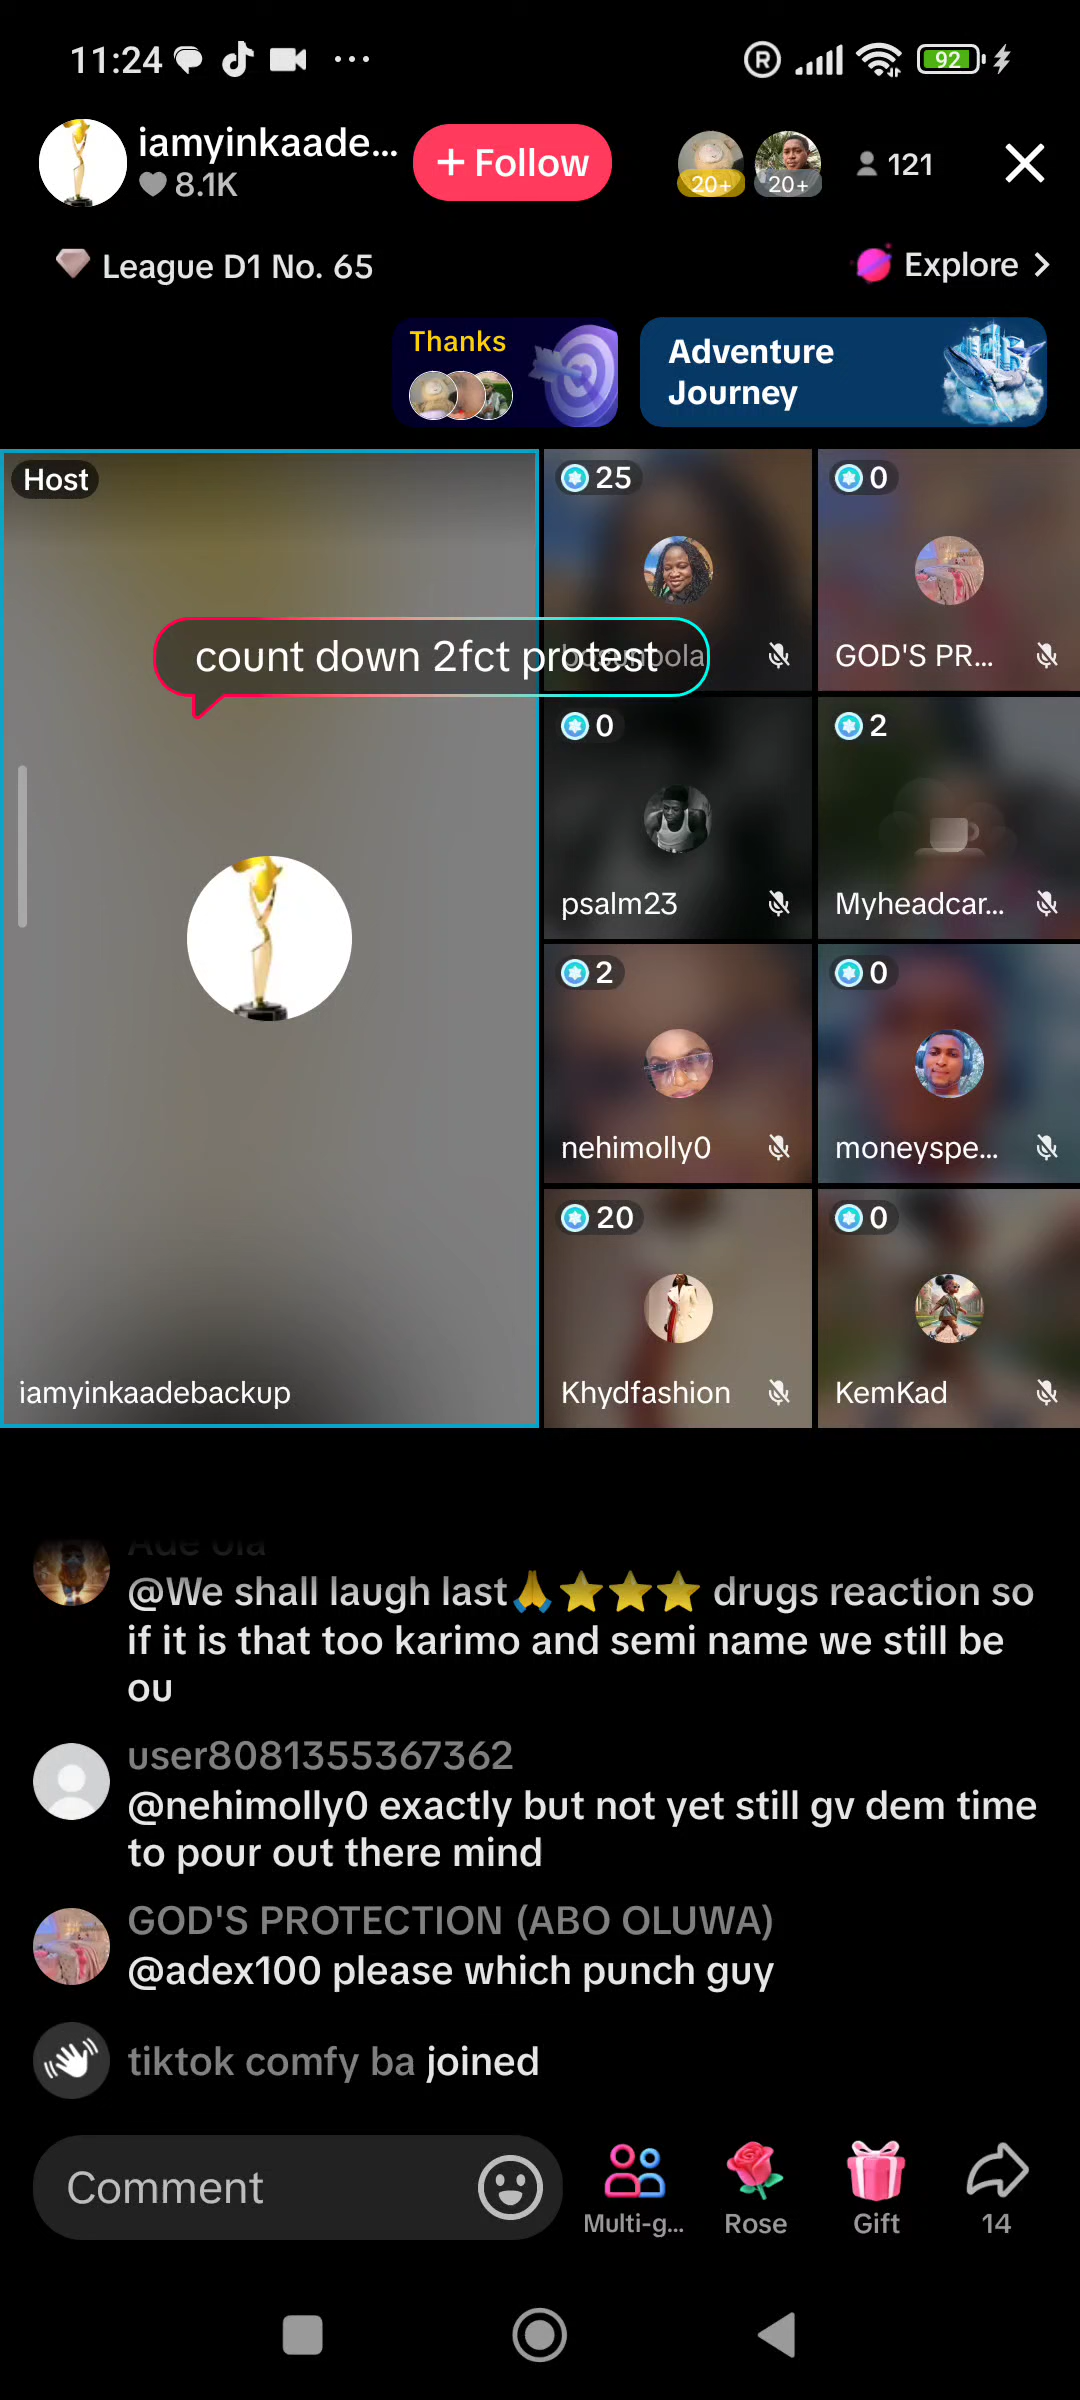 11:24
R
92
iamyinkaade...
+ Follow
8.1K
20+
20+
121
League D1 No. 65
Explore >
Thanks
Adventure
Journey
Host
25
0
count down 2fct protest
GOD'S PR...
0
2
psalm23
Myheadcar...
2
0
nehimolly0
moneyspe...
20
0
iamyinkaadebackup
Khydfashion
KemKad
Ade ola
@We shall laugh last🙏⭐⭐⭐ drugs reaction so
if it is that too karimo and semi name we still be
ou
user8081355367362
@nehimolly0 exactly but not yet still gv dem time
to pour out there mind
GOD'S PROTECTION (ABO OLUWA)
@adex100 please which punch guy
tiktok comfy ba joined
Comment
Multi-g...
Rose
Gift
14